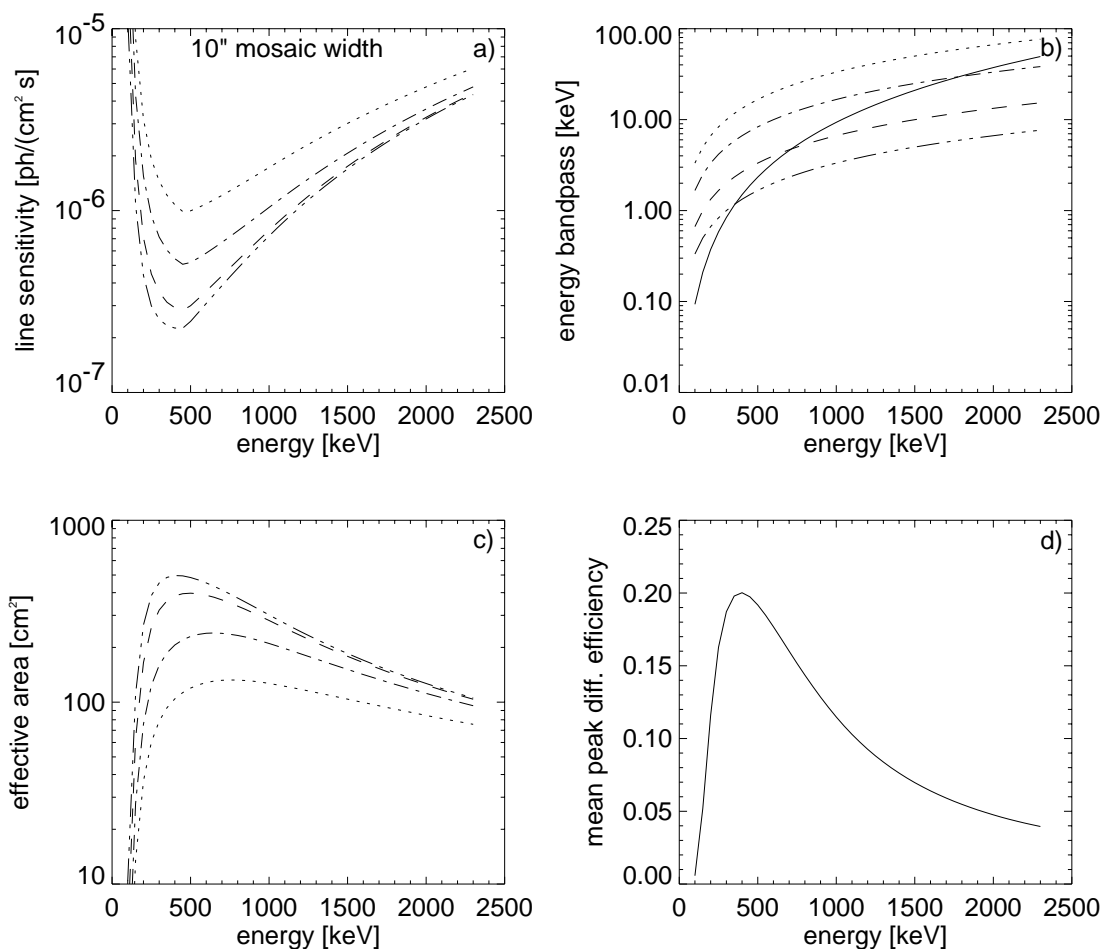 10" mosaic width
a)
line sensitivity [ph/(cm² s]
10-5
10-6
10-7
0 500 1000 1500 2000 2500
energy [keV]
b)
energy bandpass [keV]
100.00
10.00
1.00
0.10
0.01
0 500 1000 1500 2000 2500
energy [keV]
c)
effective area [cm²]
1000
100
10
0 500 1000 1500 2000 2500
energy [keV]
d)
mean peak diff. efficiency
0.25
0.20
0.15
0.10
0.05
0.00
0 500 1000 1500 2000 2500
energy [keV]